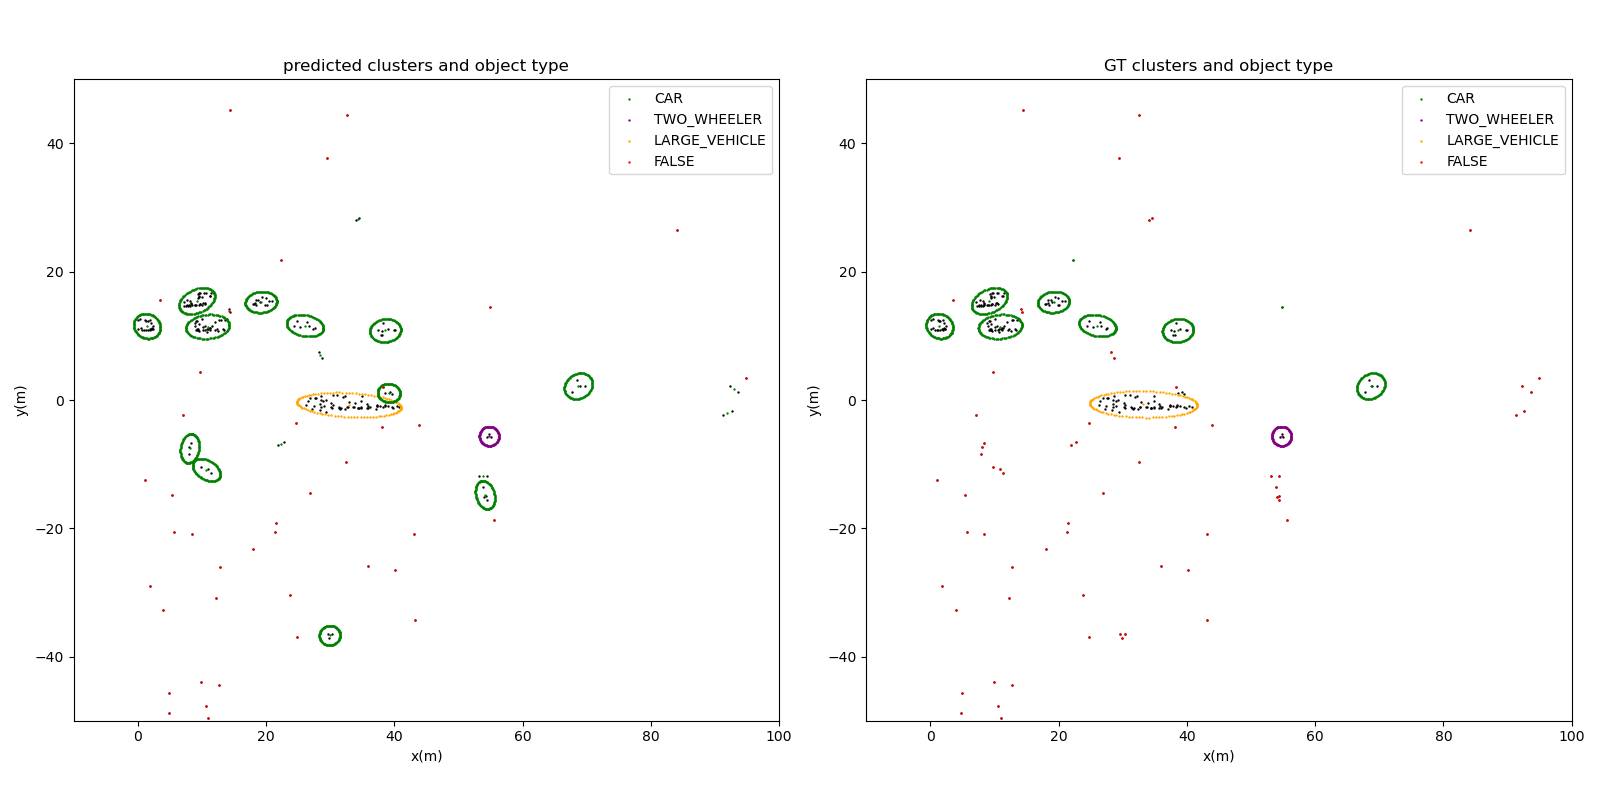 predicted clusters and object type
CAR
TWO_WHEELER
LARGE_VEHICLE
FALSE
40
20
0
−20
−40
y(m)
0 20 40 60 80 100
x(m)
GT clusters and object type
CAR
TWO_WHEELER
LARGE_VEHICLE
FALSE
40
20
0
−20
−40
y(m)
0 20 40 60 80 100
x(m)